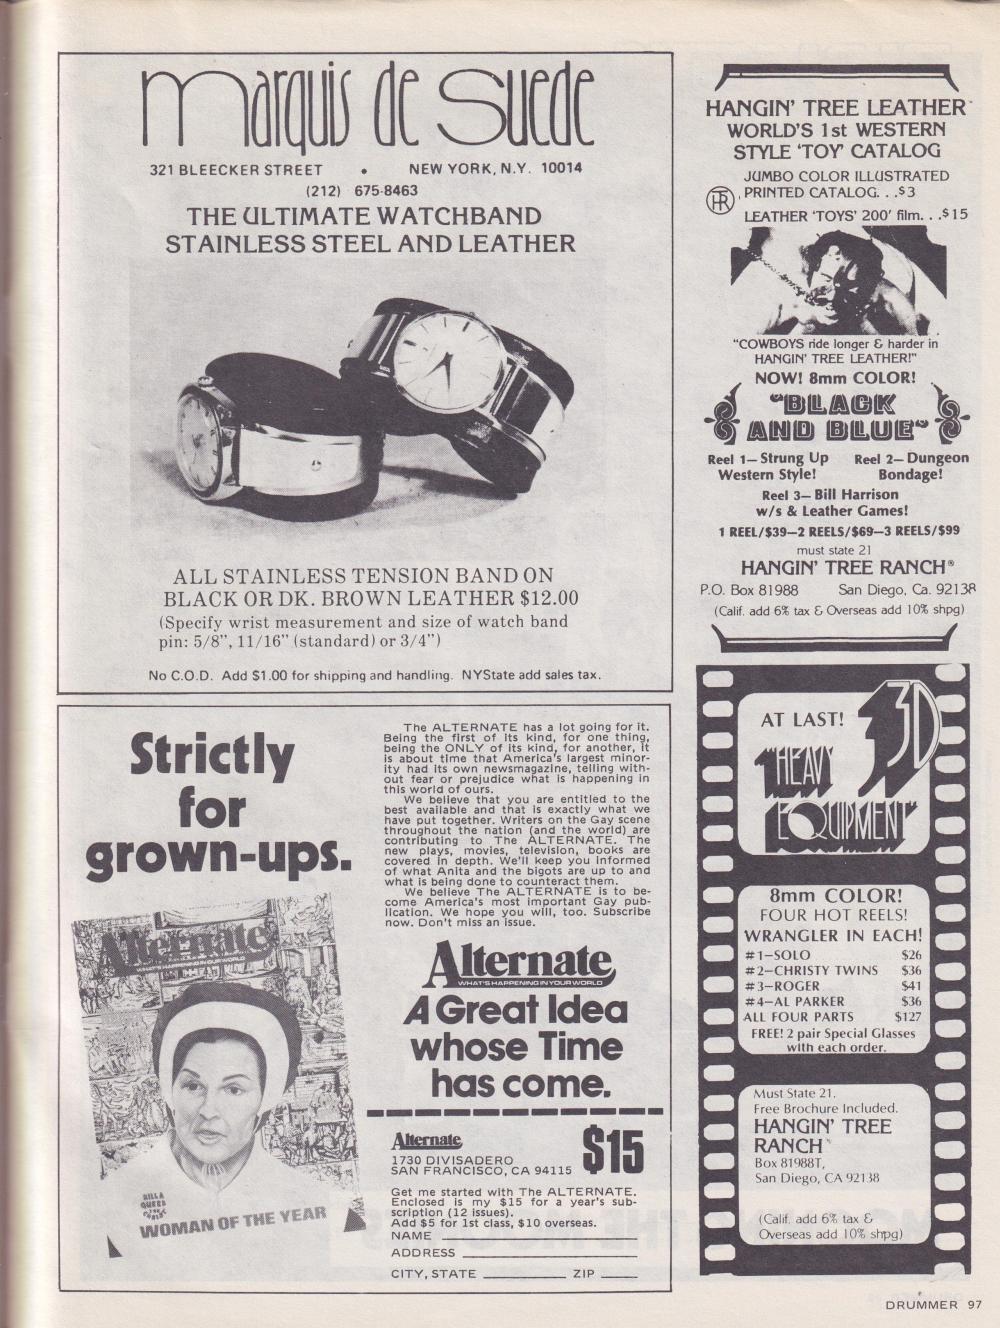 Marquis de Suede
321 BLEECKER STREET • NEW YORK, N.Y. 10014
(212) 675-8463
THE ULTIMATE WATCHBAND
STAINLESS STEEL AND LEATHER
ALL STAINLESS TENSION BAND ON
BLACK OR DK. BROWN LEATHER $12.00
(Specify wrist measurement and size of watch band
pin: 5/8", 11/16" (standard) or 3/4")
No C.O.D. Add $1.00 for shipping and handling. NYState add sales tax.
HANGIN' TREE LEATHER
WORLD'S 1st WESTERN
STYLE 'TOY' CATALOG
JUMBO COLOR ILLUSTRATED
PRINTED CATALOG. . .$3
LEATHER 'TOYS' 200' film. . .$15
"COWBOYS ride longer & harder in
HANGIN' TREE LEATHER!"
NOW! 8mm COLOR!
"BLACK
AND BLUE"
Reel 1—Strung Up
Western Style!
Reel 2—Dungeon
Bondage!
Reel 3—Bill Harrison
w/s & Leather Games!
1 REEL/$39—2 REELS/$69—3 REELS/$99
must state 21
HANGIN' TREE RANCH®
P.O. Box 81988 San Diego, Ca. 92138
(Calif. add 6% tax & Overseas add 10% shpg)
Strictly
for
grown-ups.
Alternate
WHAT'S HAPPENING IN YOUR WORLD
WOMAN OF THE YEAR
The ALTERNATE has a lot going for it.
Being the first of its kind, for one thing,
being the ONLY of its kind, for another, it
is about time that America's largest minor-
ity had its own newsmagazine, telling with-
out fear or prejudice what is happening in
this world of ours.
We believe that you are entitled to the
best available and that is exactly what we
have put together. Writers on the Gay scene
throughout the nation (and the world) are
contributing to The ALTERNATE. The
new plays, movies, television, books are
covered in depth. We'll keep you informed
of what Anita and the bigots are up to and
what is being done to counteract them.
We believe The ALTERNATE is to be-
come America's most important Gay pub-
lication. We hope you will, too. Subscribe
now. Don't miss an issue.
Alternate
WHAT'S HAPPENING IN YOUR WORLD
A Great Idea
whose Time
has come.
Alternate
1730 DIVISADERO
SAN FRANCISCO, CA 94115
$15
Get me started with The ALTERNATE.
Enclosed is my $15 for a year's sub-
scription (12 issues).
Add $5 for 1st class, $10 overseas.
NAME
ADDRESS
CITY, STATE ZIP
AT LAST! 3D
"HEAVY
EQUIPMENT"
8mm COLOR!
FOUR HOT REELS!
WRANGLER IN EACH!
#1—SOLO $26
#2—CHRISTY TWINS $36
#3—ROGER $41
#4—AL PARKER $36
ALL FOUR PARTS $127
FREE! 2 pair Special Glasses
with each order.
Must State 21.
Free Brochure Included.
HANGIN' TREE
RANCH
Box 81988T,
San Diego, CA 92138
(Calif. add 6% tax &
Overseas add 10% shpg)
DRUMMER 97